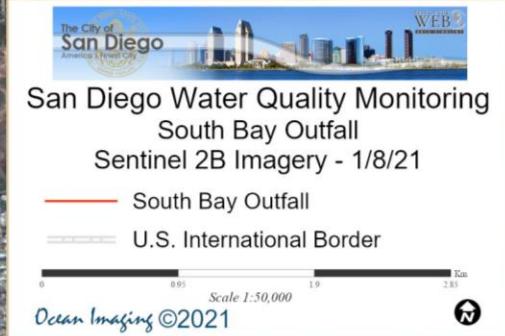 The City of
San Diego
America's Finest City
WEB
San Diego Water Quality Monitoring
South Bay Outfall
Sentinel 2B Imagery - 1/8/21
South Bay Outfall
U.S. International Border
Km
0 0.95 1.9 2.85
Scale 1:50,000
Ocean Imaging ©2021
N